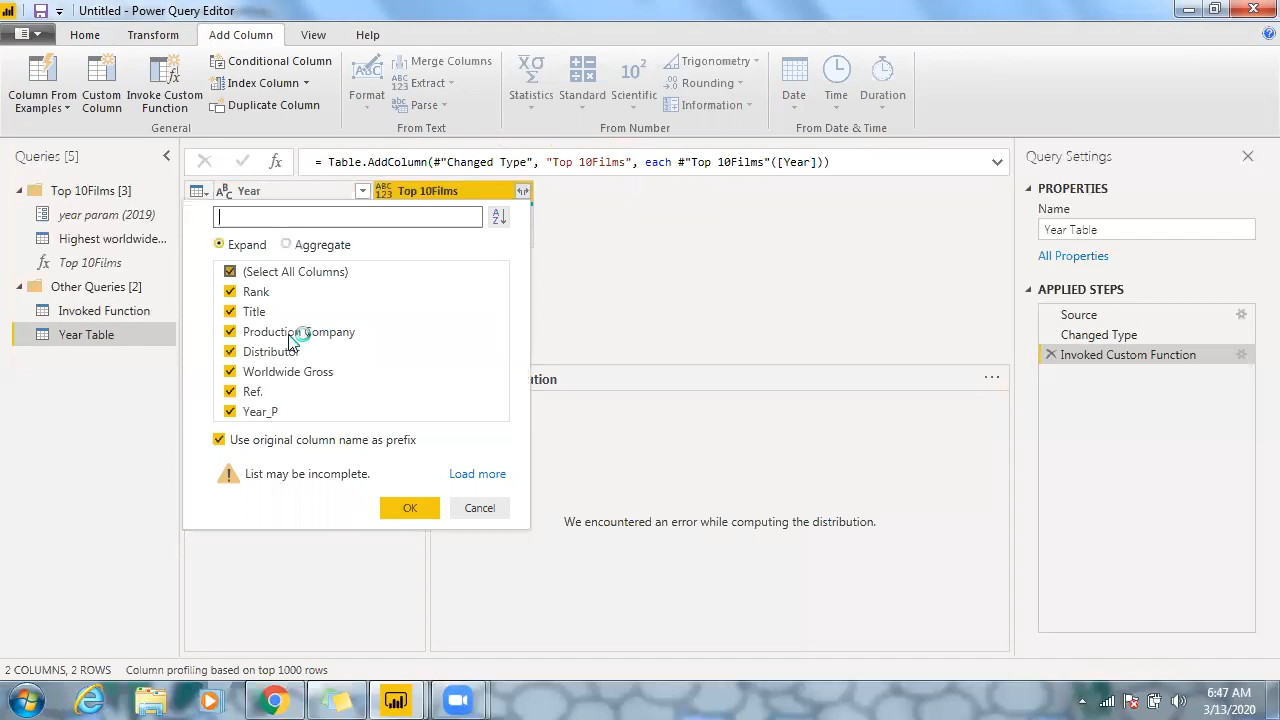 Untitled - Power Query Editor
Home
Transform
Add Column
View
Help
Column From Examples
Custom Column
Invoke Custom Function
Conditional Column
Index Column
Duplicate Column
General
Format
Merge Columns
Extract
Parse
From Text
Statistics
Standard
Scientific
Trigonometry
Rounding
Information
From Number
Date
Time
Duration
From Date & Time
Queries [5]
Top 10Films [3]
year param (2019)
Highest worldwide...
Top 10Films
Other Queries [2]
Invoked Function
Year Table
= Table.AddColumn(#"Changed Type", "Top 10Films", each #"Top 10Films"([Year]))
Year
Top 10Films
Expand
Aggregate
(Select All Columns)
Rank
Title
Production Company
Distributor
Worldwide Gross
Ref.
Year_P
Use original column name as prefix
List may be incomplete.
Load more
OK
Cancel
ution
We encountered an error while computing the distribution.
Query Settings
PROPERTIES
Name
Year Table
All Properties
APPLIED STEPS
Source
Changed Type
Invoked Custom Function
2 COLUMNS, 2 ROWS
Column profiling based on top 1000 rows
6:47 AM
3/13/2020